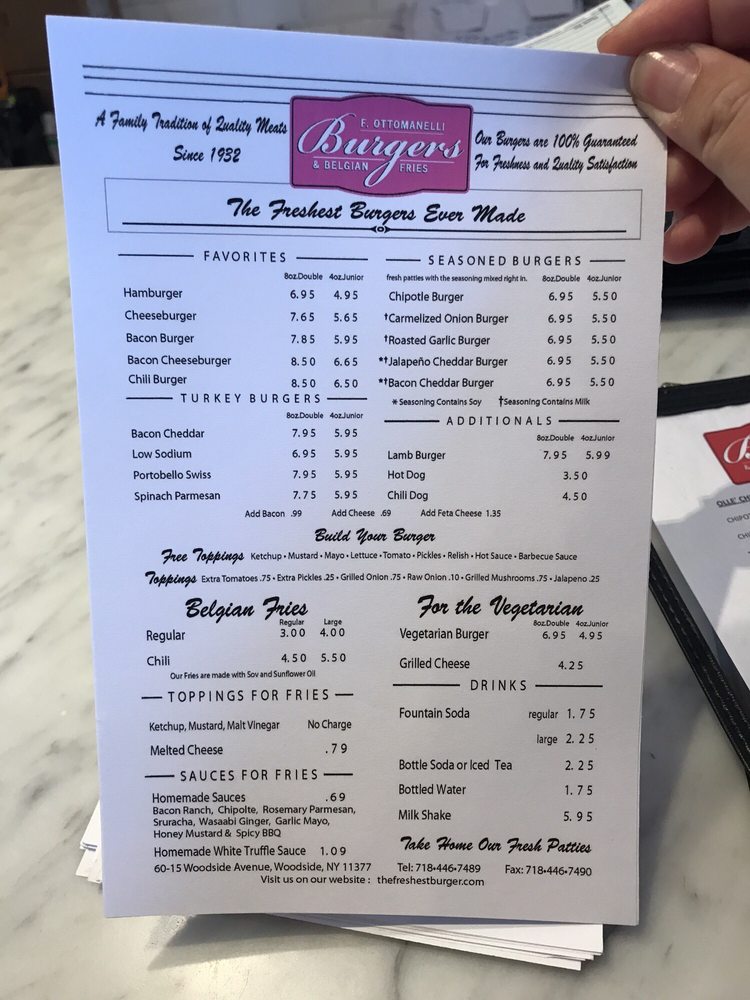 A Family Tradition of Quality Meats
Since 1932
F. OTTOMANELLI
Burgers
& BELGIAN FRIES
Our Burgers are 100% Guaranteed
For Freshness and Quality Satisfaction
The Freshest Burgers Ever Made
FAVORITES
8oz.Double 4oz.Junior
Hamburger 6.95 4.95
Cheeseburger 7.65 5.65
Bacon Burger 7.85 5.95
Bacon Cheeseburger 8.50 6.65
Chili Burger 8.50 6.50
SEASONED BURGERS
fresh patties with the seasoning mixed right in. 8oz.Double 4oz.Junior
Chipotle Burger 6.95 5.50
†Carmelized Onion Burger 6.95 5.50
†Roasted Garlic Burger 6.95 5.50
*†Jalapeño Cheddar Burger 6.95 5.50
*†Bacon Cheddar Burger 6.95 5.50
* Seasoning Contains Soy †Seasoning Contains Milk
TURKEY BURGERS
8oz.Double 4oz.Junior
Bacon Cheddar 7.95 5.95
Low Sodium 6.95 5.95
Portobello Swiss 7.95 5.95
Spinach Parmesan 7.75 5.95
ADDITIONALS
8oz.Double 4oz.Junior
Lamb Burger 7.95 5.99
Hot Dog 3.50
Chili Dog 4.50
Add Bacon .99 Add Cheese .69 Add Feta Cheese 1.35
Build Your Burger
Free Toppings Ketchup • Mustard • Mayo • Lettuce • Tomato • Pickles • Relish • Hot Sauce • Barbecue Sauce
Toppings Extra Tomatoes .75 • Extra Pickles .25 • Grilled Onion .75 • Raw Onion .10 • Grilled Mushrooms .75 • Jalapeno .25
Belgian Fries
Regular Large
Regular 3.00 4.00
Chili 4.50 5.50
Our Fries are made with Soy and Sunflower Oil
TOPPINGS FOR FRIES
Ketchup, Mustard, Malt Vinegar No Charge
Melted Cheese .79
SAUCES FOR FRIES
Homemade Sauces .69
Bacon Ranch, Chipolte, Rosemary Parmesan,
Sruracha, Wasaabi Ginger, Garlic Mayo,
Honey Mustard & Spicy BBQ
Homemade White Truffle Sauce 1.09
For the Vegetarian
8oz.Double 4oz.Junior
Vegetarian Burger 6.95 4.95
Grilled Cheese 4.25
DRINKS
Fountain Soda regular 1.75
large 2.25
Bottle Soda or Iced Tea 2.25
Bottled Water 1.75
Milk Shake 5.95
Take Home Our Fresh Patties
60-15 Woodside Avenue, Woodside, NY 11377 Tel: 718•446•7489 Fax: 718•446•7490
Visit us on our website : thefreshestburger.com